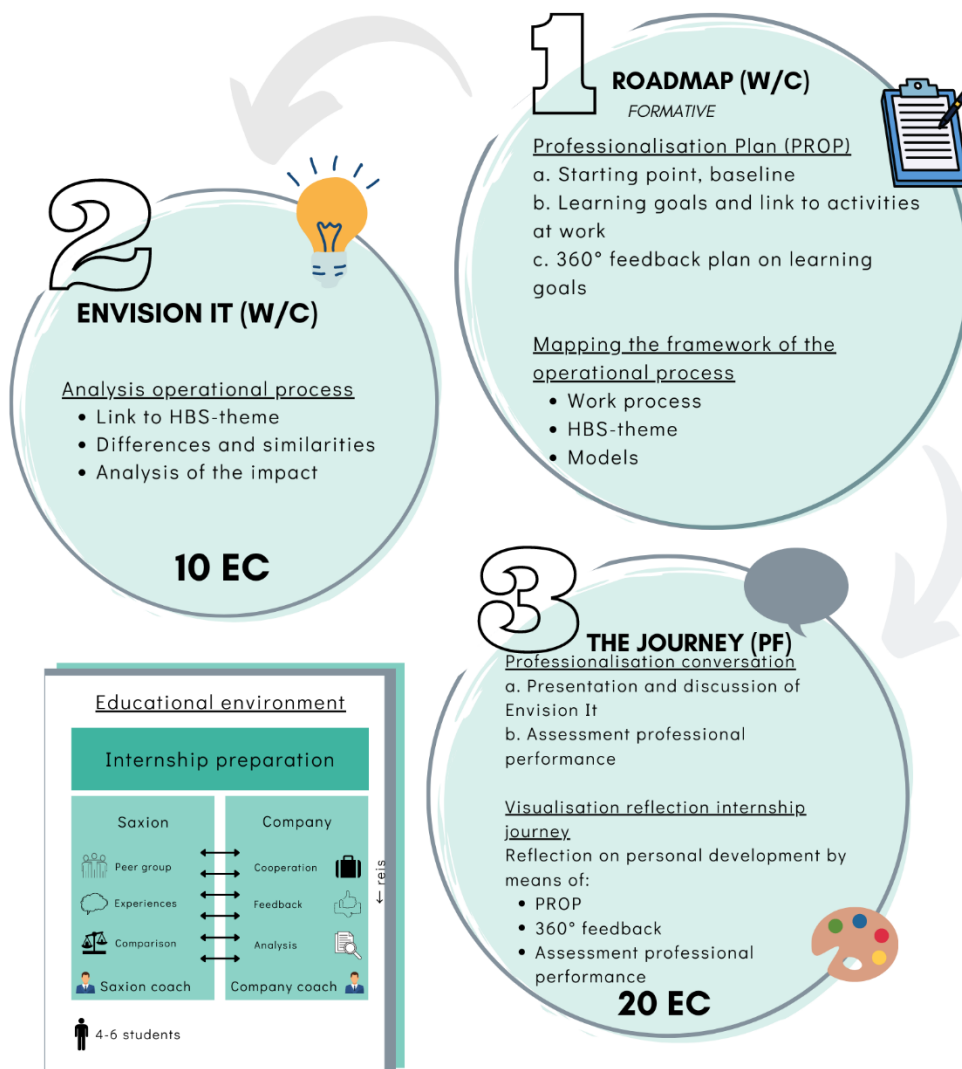 1
ROADMAP (W/C)
FORMATIVE
Professionalisation Plan (PROP)
a. Starting point, baseline
b. Learning goals and link to activities
at work
c. 360° feedback plan on learning
goals
Mapping the framework of the
operational process
• Work process
• HBS-theme
• Models
2
ENVISION IT (W/C)
Analysis operational process
• Link to HBS-theme
• Differences and similarities
• Analysis of the impact
10 EC
3
THE JOURNEY (PF)
Professionalisation conversation
a. Presentation and discussion of
Envision It
b. Assessment professional
performance
Visualisation reflection internship
journey
Reflection on personal development by
means of:
• PROP
• 360° feedback
• Assessment professional
performance
20 EC
Educational environment
Internship preparation
Saxion
Peer group
Experiences
Comparison
Saxion coach
Company
Cooperation
Feedback
Analysis
Company coach
← reis
4-6 students